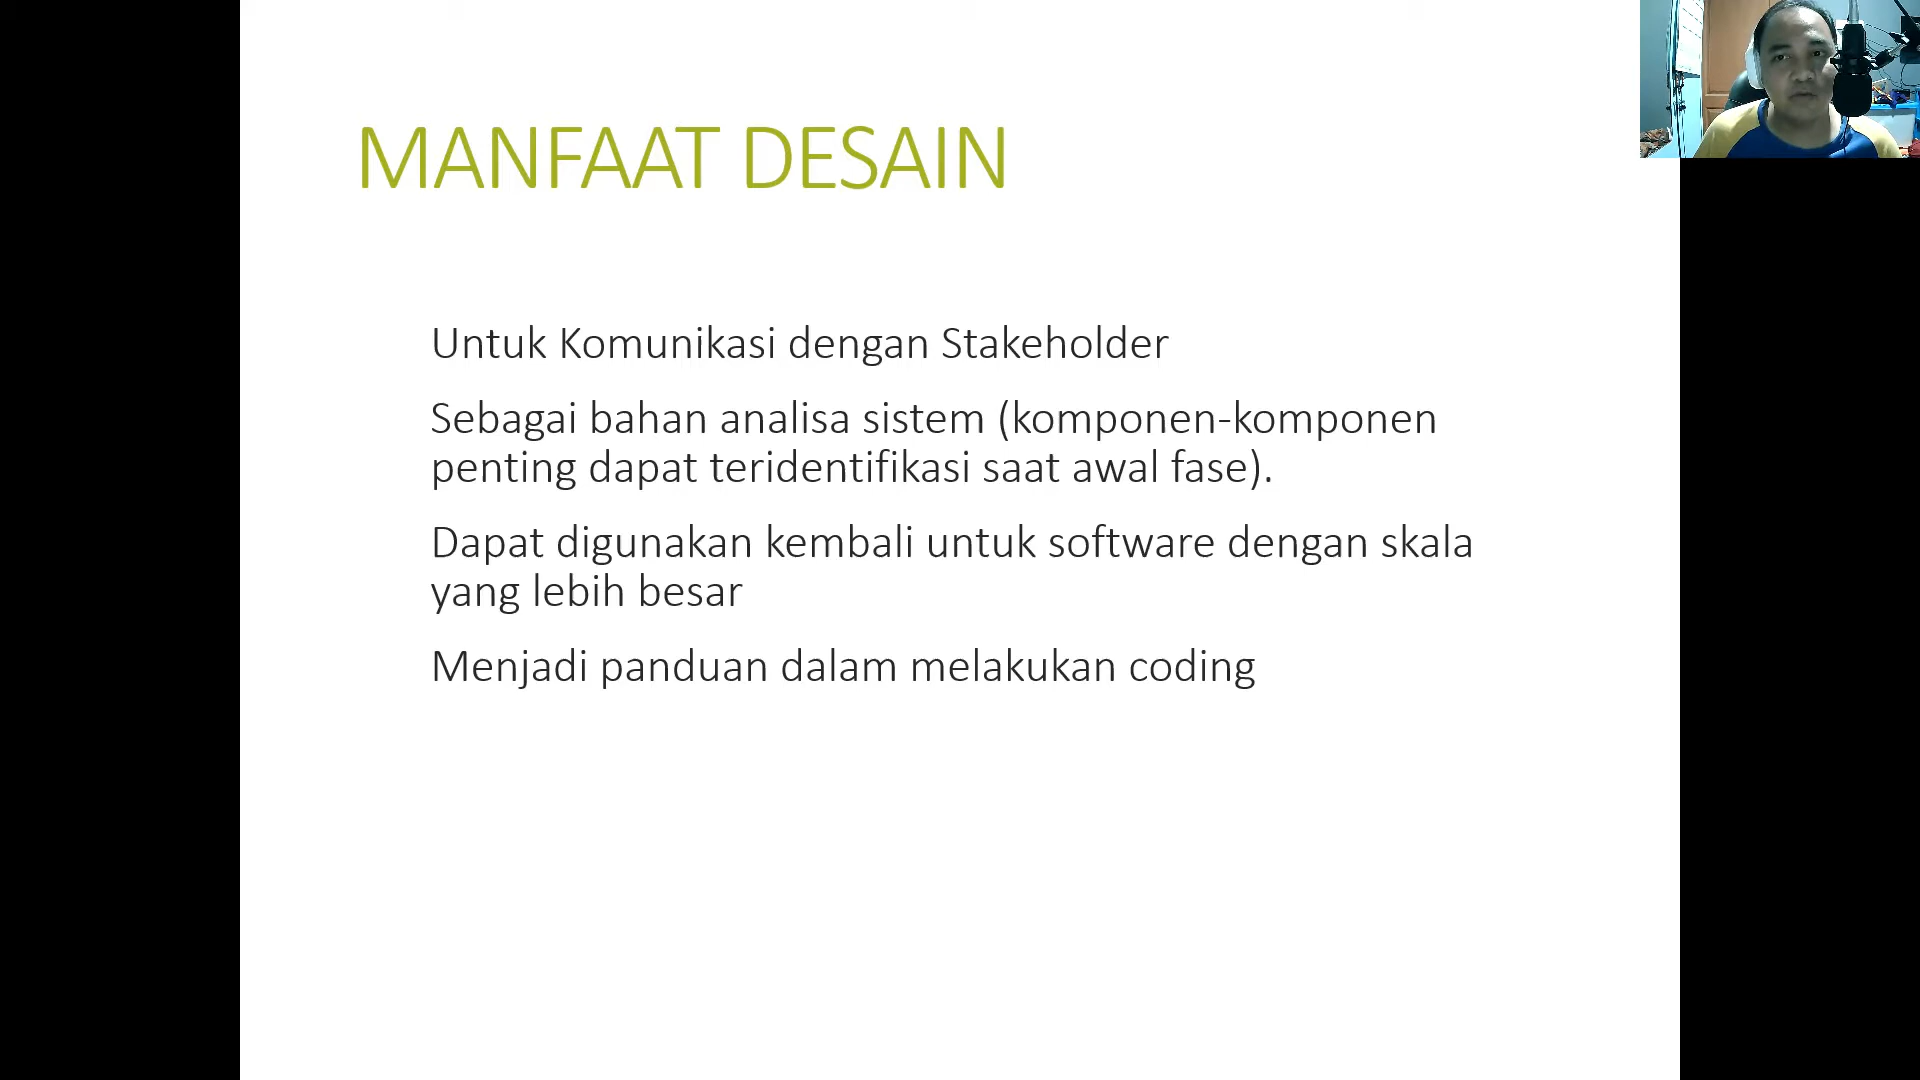 MANFAAT DESAIN
Untuk Komunikasi dengan Stakeholder
Sebagai bahan analisa sistem (komponen-komponen
penting dapat teridentifikasi saat awal fase).
Dapat digunakan kembali untuk software dengan skala
yang lebih besar
Menjadi panduan dalam melakukan coding